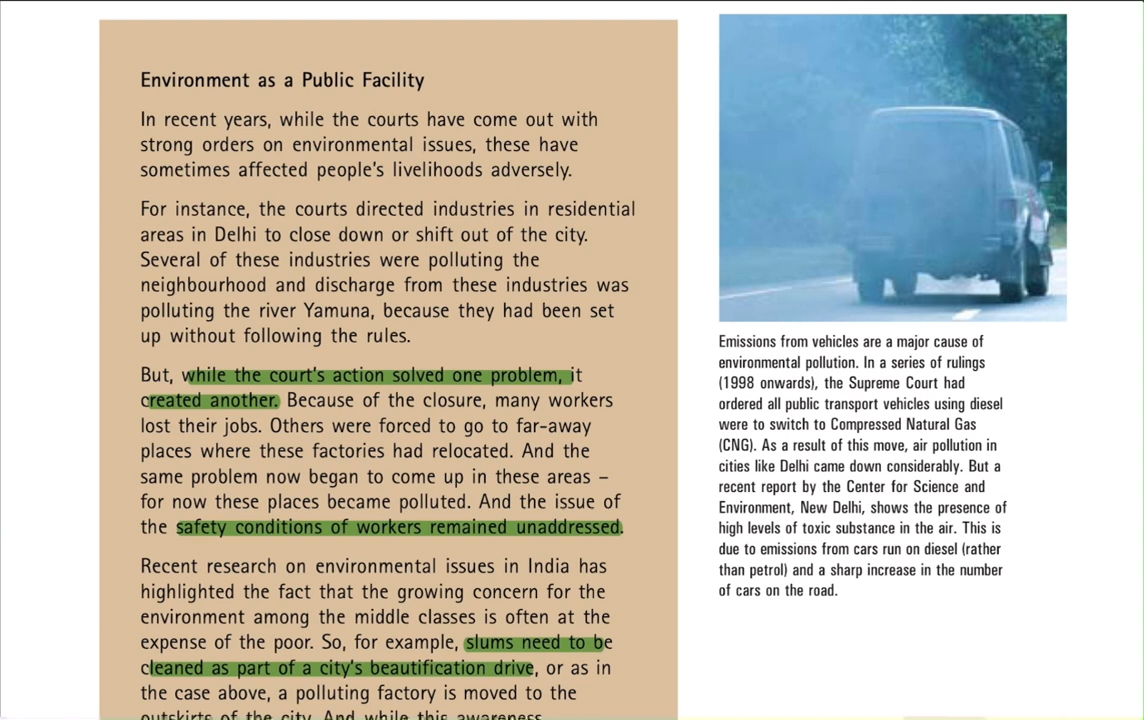 Environment as a Public Facility
In recent years, while the courts have come out with
strong orders on environmental issues, these have
sometimes affected people's livelihoods adversely.
For instance, the courts directed industries in residential
areas in Delhi to close down or shift out of the city.
Several of these industries were polluting the
neighbourhood and discharge from these industries was
polluting the river Yamuna, because they had been set
up without following the rules.
But, while the court's action solved one problem, it
created another. Because of the closure, many workers
lost their jobs. Others were forced to go to far-away
places where these factories had relocated. And the
same problem now began to come up in these areas –
for now these places became polluted. And the issue of
the safety conditions of workers remained unaddressed.
Recent research on environmental issues in India has
highlighted the fact that the growing concern for the
environment among the middle classes is often at the
expense of the poor. So, for example, slums need to be
cleaned as part of a city's beautification drive, or as in
the case above, a polluting factory is moved to the
outskirts of the city. And while this awareness
Emissions from vehicles are a major cause of
environmental pollution. In a series of rulings
(1998 onwards), the Supreme Court had
ordered all public transport vehicles using diesel
were to switch to Compressed Natural Gas
(CNG). As a result of this move, air pollution in
cities like Delhi came down considerably. But a
recent report by the Center for Science and
Environment, New Delhi, shows the presence of
high levels of toxic substance in the air. This is
due to emissions from cars run on diesel (rather
than petrol) and a sharp increase in the number
of cars on the road.